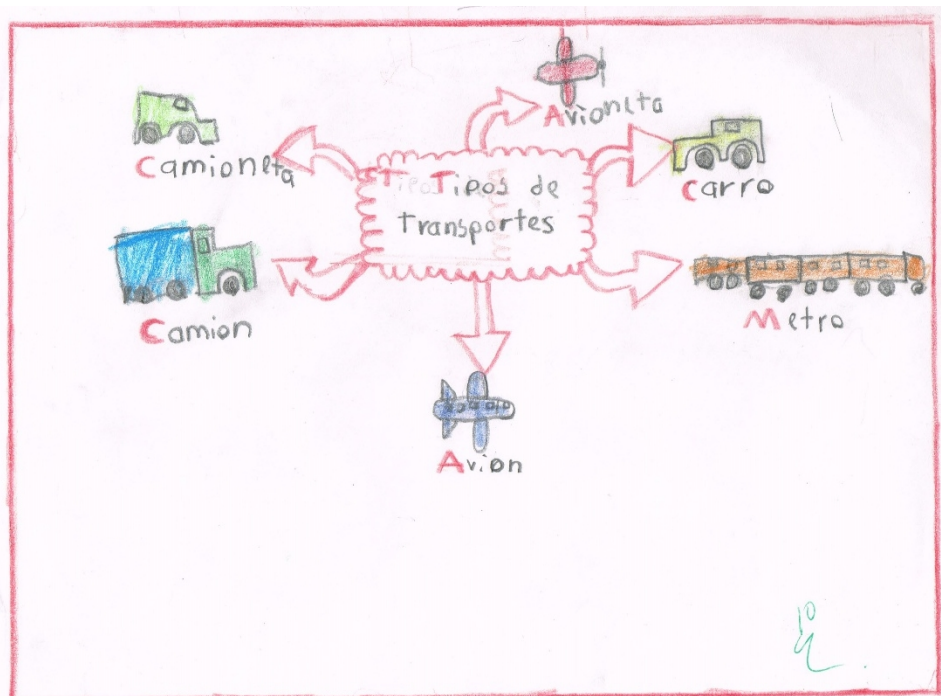 Avioneta
Camioneta
Carro
Tipos de
transportes
Camion
Metro
Avion
10